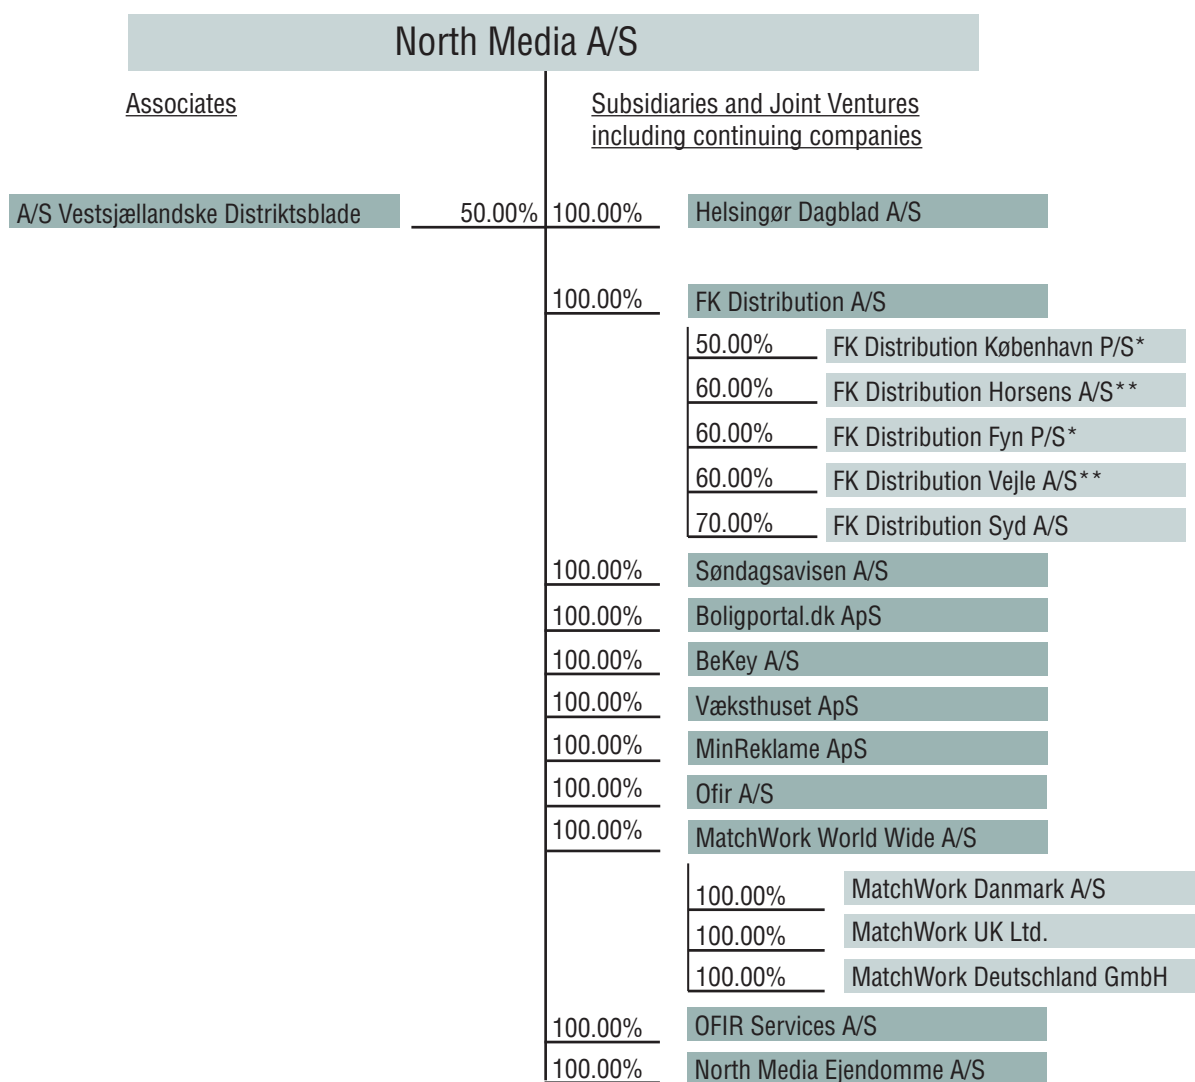 North Media A/S
Associates
Subsidiaries and Joint Ventures
including continuing companies
A/S Vestsjællandske Distriktsblade 50.00% 100.00% Helsingør Dagblad A/S
100.00% FK Distribution A/S
50.00% FK Distribution København P/S*
60.00% FK Distribution Horsens A/S**
60.00% FK Distribution Fyn P/S*
60.00% FK Distribution Vejle A/S**
70.00% FK Distribution Syd A/S
100.00% Søndagsavisen A/S
100.00% Boligportal.dk ApS
100.00% BeKey A/S
100.00% Væksthuset ApS
100.00% MinReklame ApS
100.00% Ofir A/S
100.00% MatchWork World Wide A/S
100.00% MatchWork Danmark A/S
100.00% MatchWork UK Ltd.
100.00% MatchWork Deutschland GmbH
100.00% OFIR Services A/S
100.00% North Media Ejendomme A/S